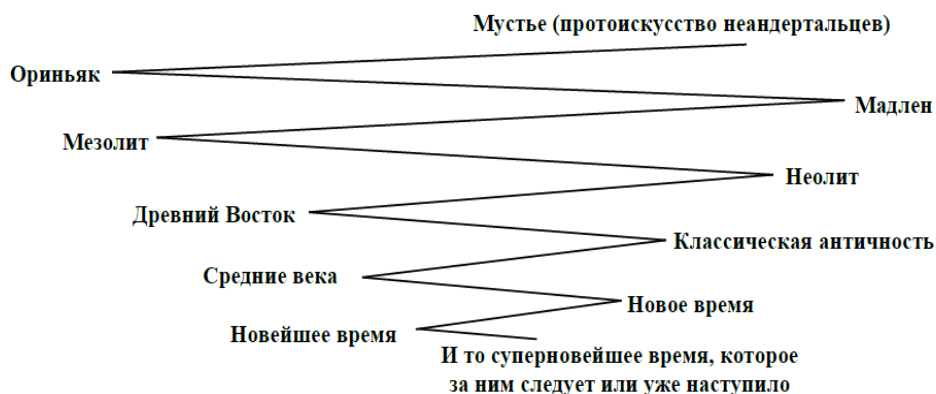 Мустье (протоискусство неандертальцев)
Ориньяк
Мадлен
Мезолит
Неолит
Древний Восток
Классическая античность
Средние века
Новое время
Новейшее время
И то суперновейшее время, которое
за ним следует или уже наступило